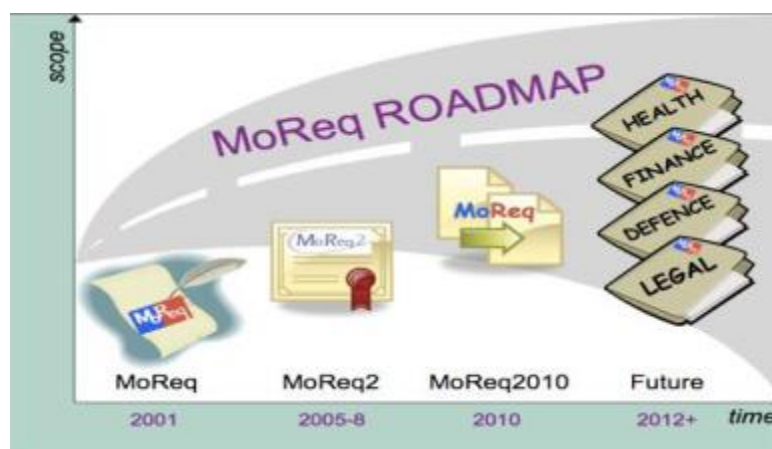 scope
MoReq ROADMAP
HEALTH
FINANCE
DEFENCE
LEGAL
MoReq
MoReq2
MoReq
MoReq MoReq2 MoReq2010 Future
2001 2005-8 2010 2012+ time